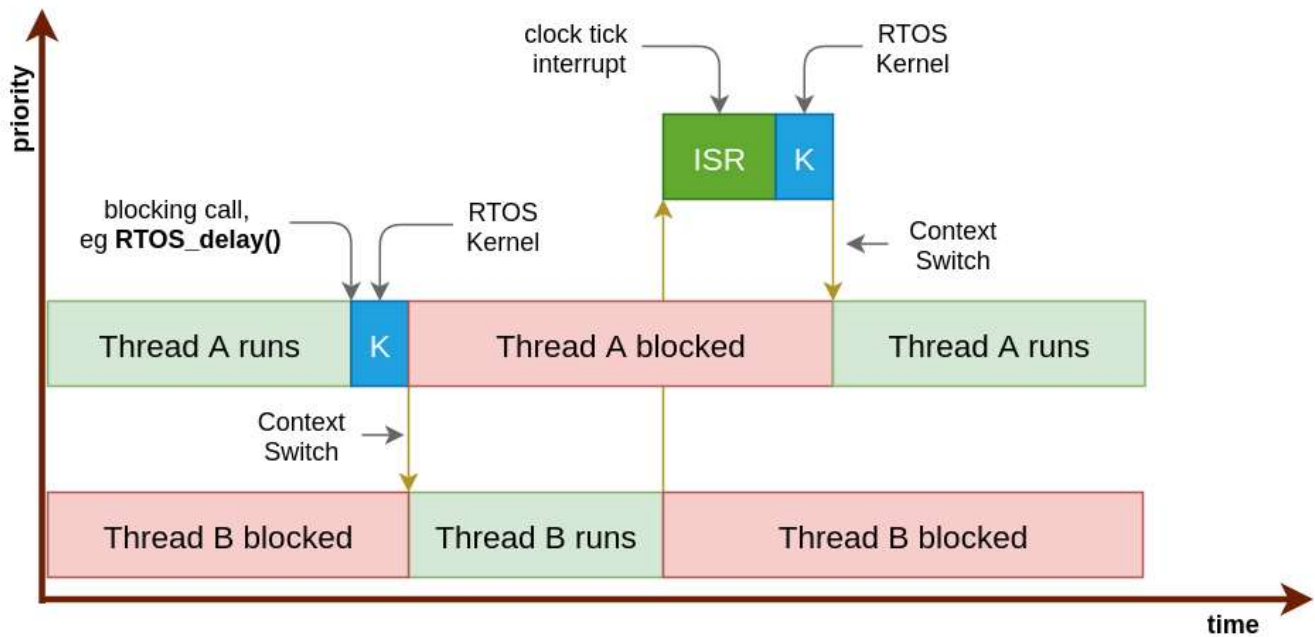 clock tick
interrupt
RTOS
Kernel
priority
ISR
K
blocking call,
eg RTOS_delay()
RTOS
Kernel
Context
Switch
Thread A runs
K
Thread A blocked
Thread A runs
Context
Switch
Thread B blocked
Thread B runs
Thread B blocked
time